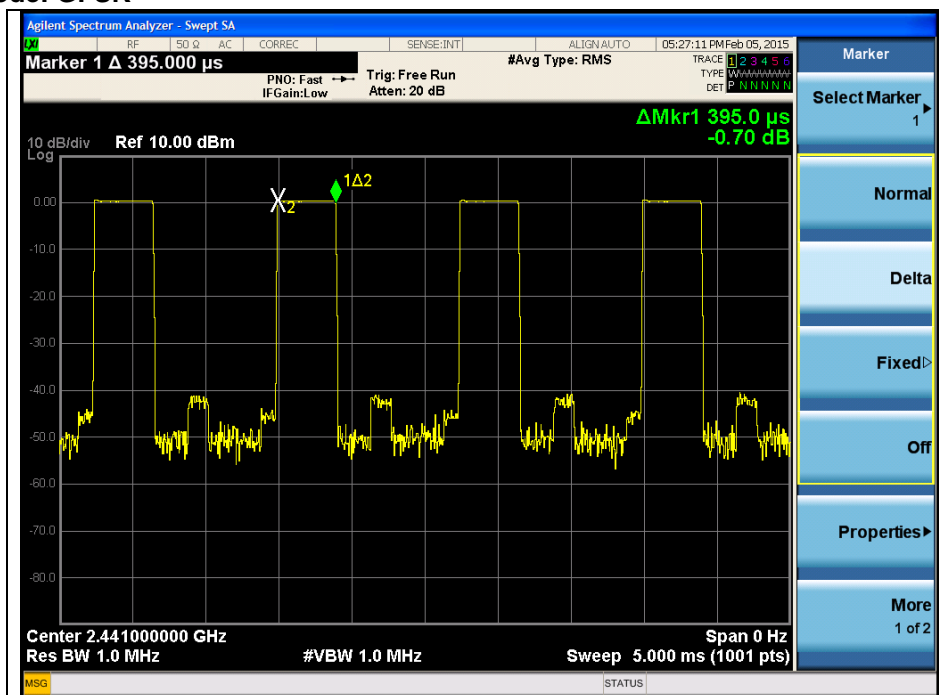 Agilent Spectrum Analyzer - Swept SA
LXI RF 50 Ω AC CORREC SENSE:INT ALIGN AUTO 05:27:11 PM Feb 05, 2015
Marker 1 Δ 395.000 µs
#Avg Type: RMS
TRACE 1 2 3 4 5 6
PNO: Fast
Trig: Free Run
TYPE WWWWWW
IFGain:Low
Atten: 20 dB
DET P N N N N N
ΔMkr1 395.0 µs
-0.70 dB
10 dB/div Ref 10.00 dBm
Log
1Δ2
X2
0.00
-10.0
-20.0
-30.0
-40.0
-50.0
-60.0
-70.0
-80.0
Center 2.441000000 GHz
Span 0 Hz
Res BW 1.0 MHz
#VBW 1.0 MHz
Sweep 5.000 ms (1001 pts)
MSG
STATUS
Marker
Select Marker
1
Normal
Delta
Fixed
Off
Properties
More
1 of 2